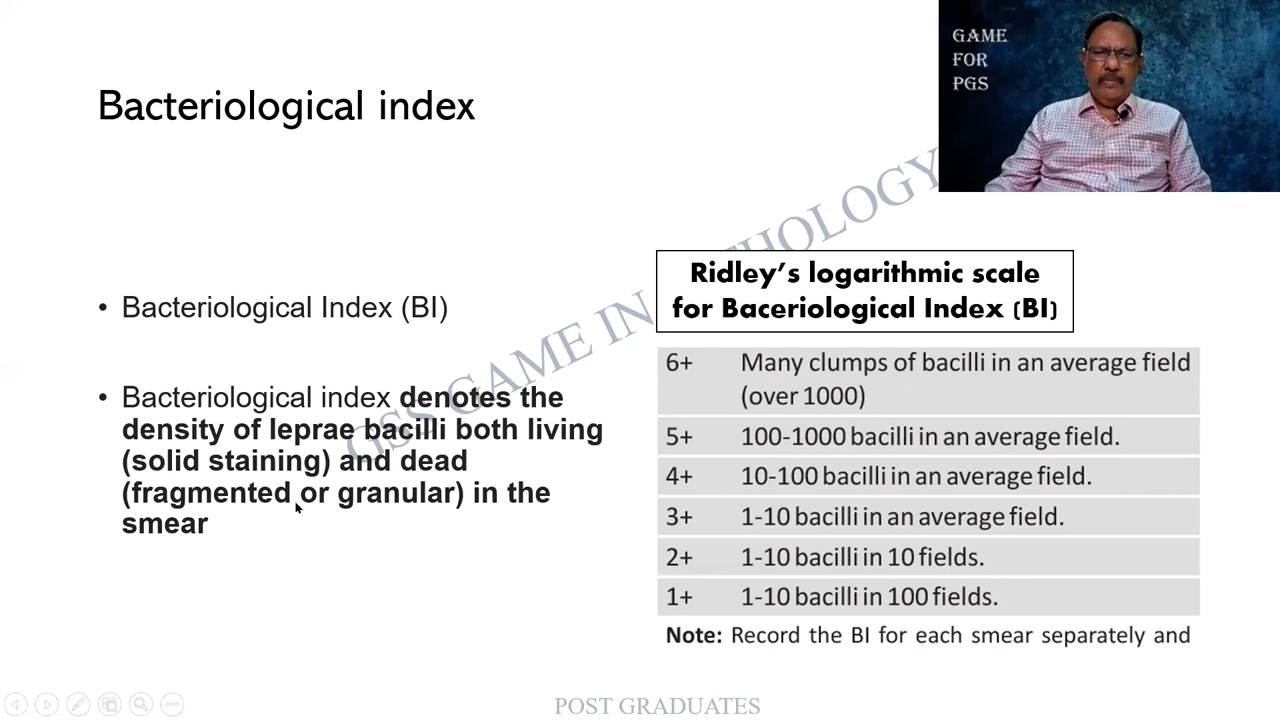 GAME
FOR
PGS
Bacteriological index
GSS GAME IN PATHOLOGY
• Bacteriological Index (BI)
• Bacteriological index denotes the
density of leprae bacilli both living
(solid staining) and dead
(fragmented or granular) in the
smear
Ridley's logarithmic scale
for Baceriological Index (BI)
6+ Many clumps of bacilli in an average field
(over 1000)
5+ 100-1000 bacilli in an average field.
4+ 10-100 bacilli in an average field.
3+ 1-10 bacilli in an average field.
2+ 1-10 bacilli in 10 fields.
1+ 1-10 bacilli in 100 fields.
Note: Record the BI for each smear separately and
POST GRADUATES